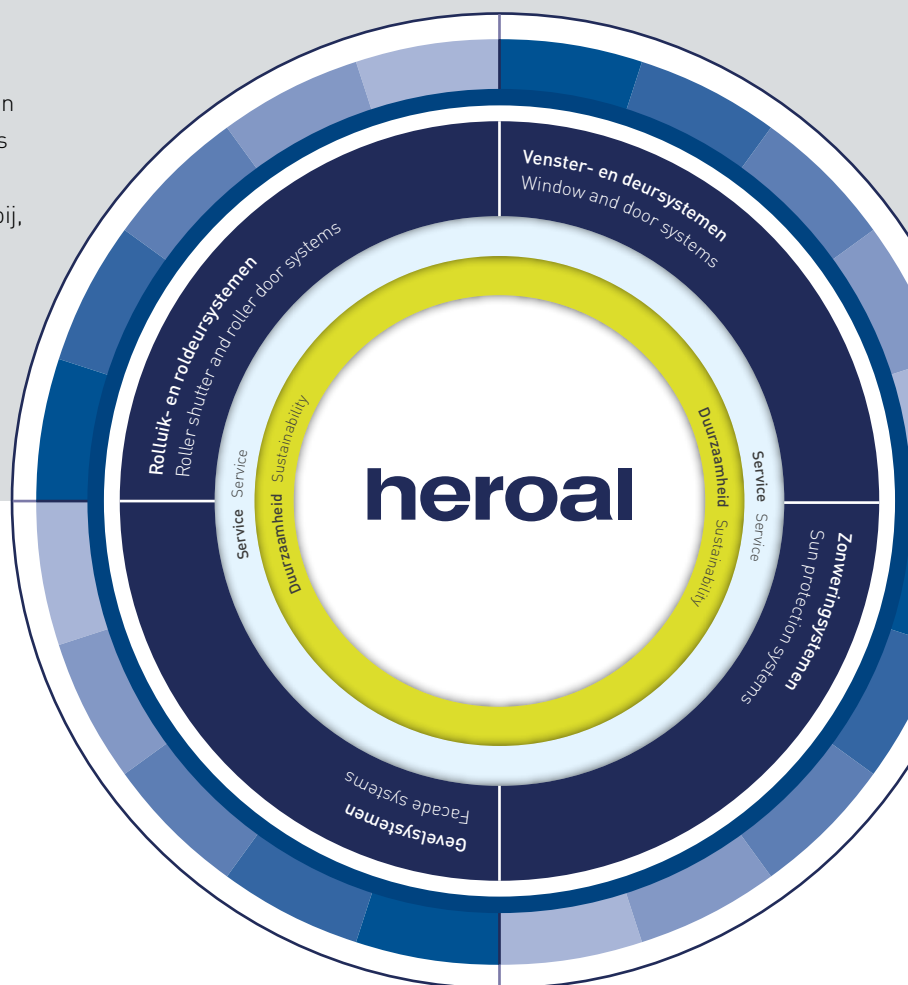 n
s
oij,
Venster- en deursystemen
Window and door systems
Rolluik- en roldeursystemen
Roller shutter and roller door systems
Service Service
Duurzaamheid Sustainability
heroal
Duurzaamheid Sustainability
Service Service
Zonweringsystemen
Sun protection systems
Gevelsystemen
Facade systems